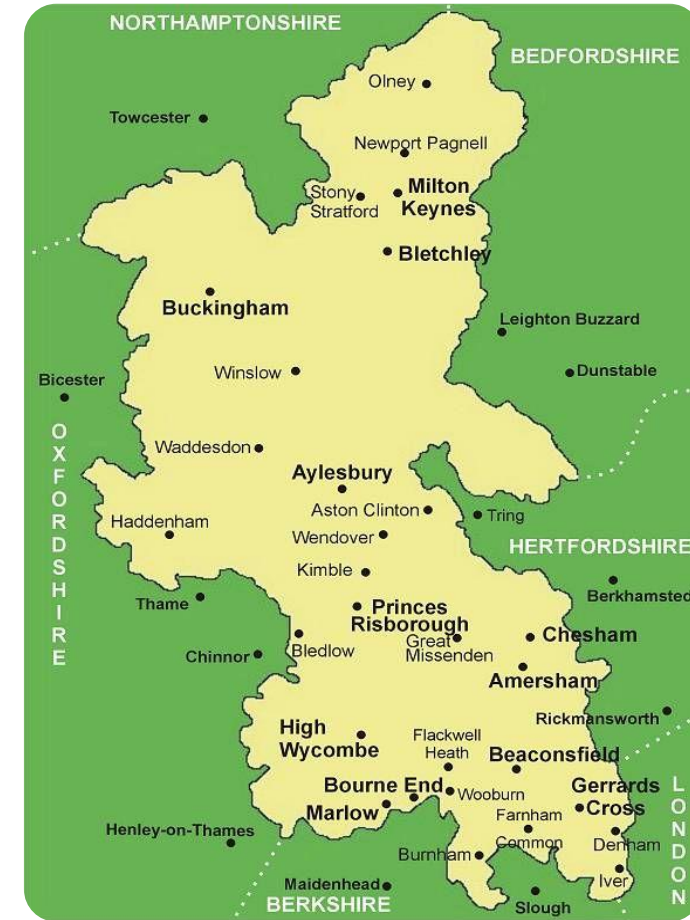 NORTHAMPTONSHIRE
BEDFORDSHIRE
Olney
Towcester
Newport Pagnell
Stony
Stratford
Milton
Keynes
Bletchley
Buckingham
Leighton Buzzard
Winslow
Dunstable
Bicester
OXFORDSHIRE
Waddesdon
Aylesbury
Aston Clinton
Tring
Haddenham
Wendover
HERTFORDSHIRE
Kimble
Berkhamsted
Thame
Princes
Risborough
Great
Missenden
Chesham
Bledlow
Chinnor
Amersham
Rickmansworth
High
Wycombe
Flackwell
Heath
Beaconsfield
Bourne End
Wooburn
Gerrards
Cross
LONDON
Marlow
Farnham
Common
Henley-on-Thames
Denham
Burnham
Iver
Maidenhead
BERKSHIRE
Slough